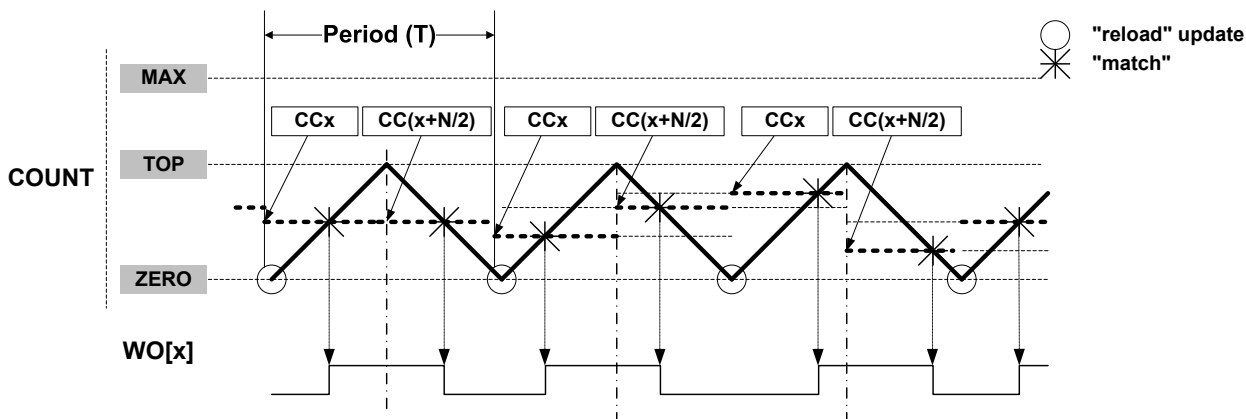 Period (T)
"reload" update
"match"
MAX
CCx
CC(x+N/2)
CCx
CC(x+N/2)
CCx
CC(x+N/2)
TOP
COUNT
ZERO
WO[x]